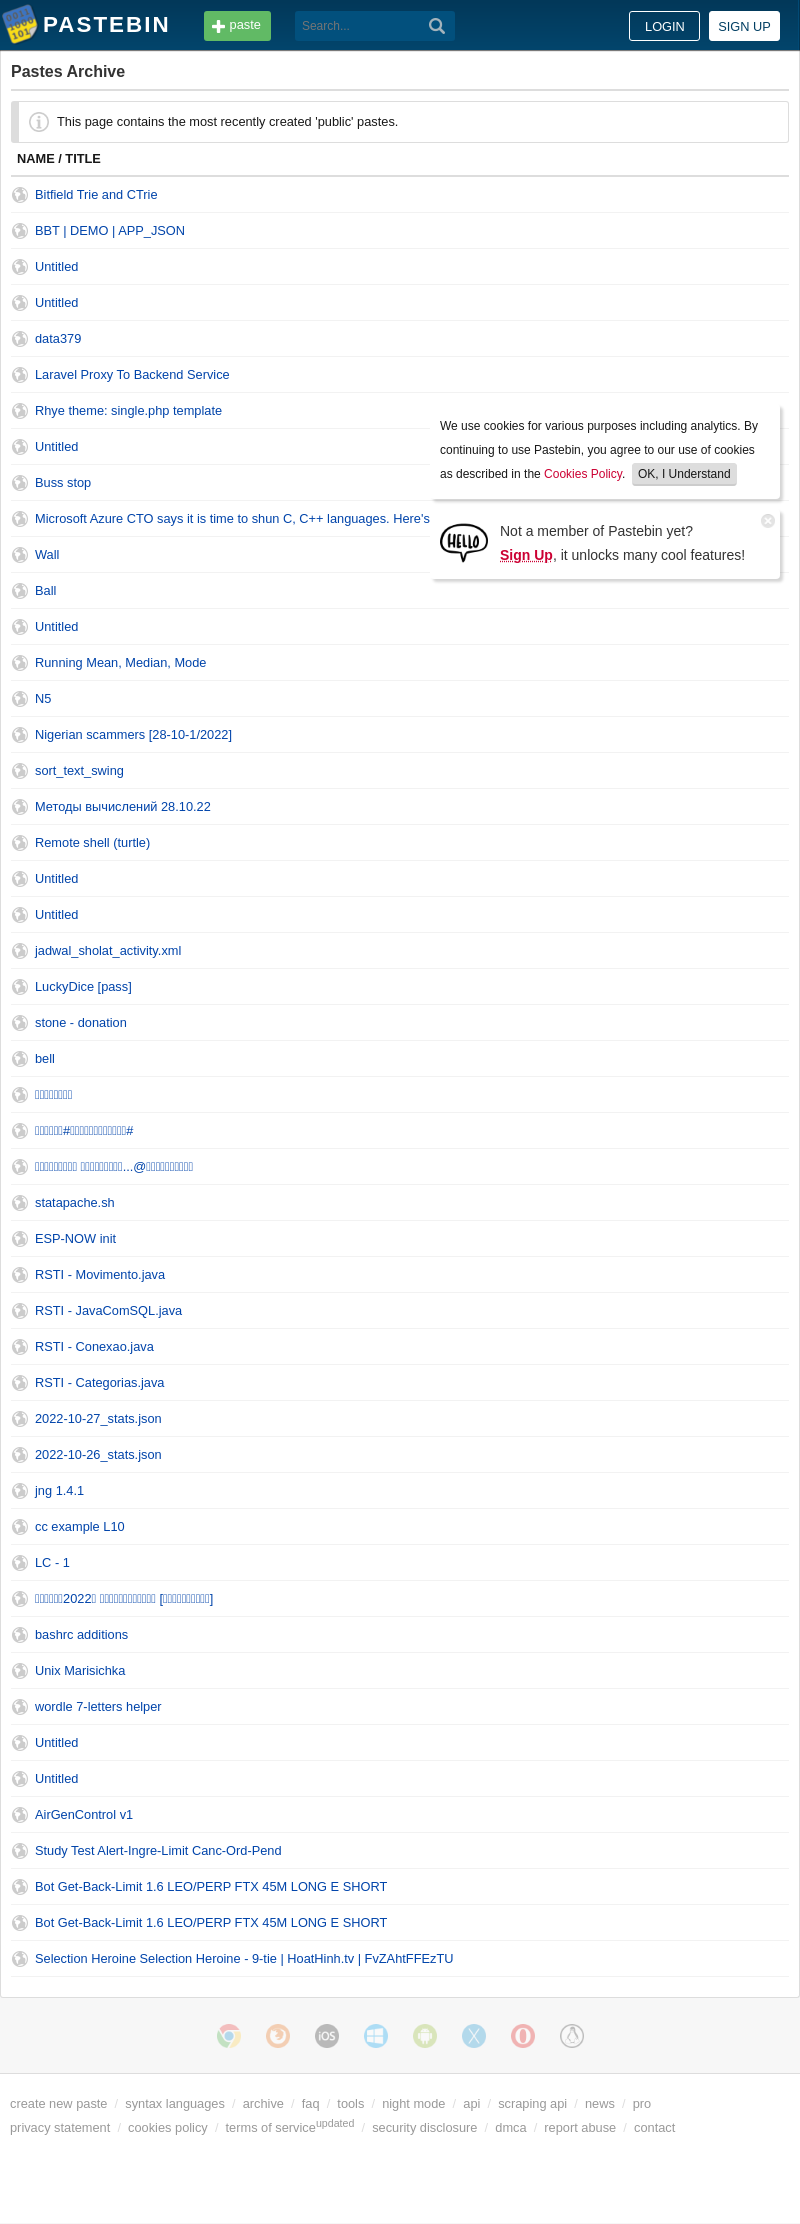 PASTEBIN
paste
Search...
LOGIN
SIGN UP
Pastes Archive
This page contains the most recently created 'public' pastes.
NAME / TITLE
Bitfield Trie and CTrie
BBT | DEMO | APP_JSON
Untitled
Untitled
data379
Laravel Proxy To Backend Service
Rhye theme: single.php template
Untitled
Buss stop
Microsoft Azure CTO says it is time to shun C, C++ languages. Here's
Wall
Ball
Untitled
Running Mean, Median, Mode
N5
Nigerian scammers [28-10-1/2022]
sort_text_swing
Методы вычислений 28.10.22
Remote shell (turtle)
Untitled
Untitled
jadwal_sholat_activity.xml
LuckyDice [pass]
stone - donation
bell
statapache.sh
ESP-NOW init
RSTI - Movimento.java
RSTI - JavaComSQL.java
RSTI - Conexao.java
RSTI - Categorias.java
2022-10-27_stats.json
2022-10-26_stats.json
jng 1.4.1
cc example L10
LC - 1
2022
bashrc additions
Unix Marisichka
wordle 7-letters helper
Untitled
Untitled
AirGenControl v1
Study Test Alert-Ingre-Limit Canc-Ord-Pend
Bot Get-Back-Limit 1.6 LEO/PERP FTX 45M LONG E SHORT
Bot Get-Back-Limit 1.6 LEO/PERP FTX 45M LONG E SHORT
Selection Heroine Selection Heroine - 9-tie | HoatHinh.tv | FvZAhtFFEzTU
We use cookies for various purposes including analytics. By
continuing to use Pastebin, you agree to our use of cookies
as described in the Cookies Policy. OK, I Understand
HELLO
Not a member of Pastebin yet?
Sign Up, it unlocks many cool features!
iOS
create new paste / syntax languages / archive / faq / tools / night mode / api / scraping api / news / pro
privacy statement / cookies policy / terms of serviceupdated / security disclosure / dmca / report abuse / contact